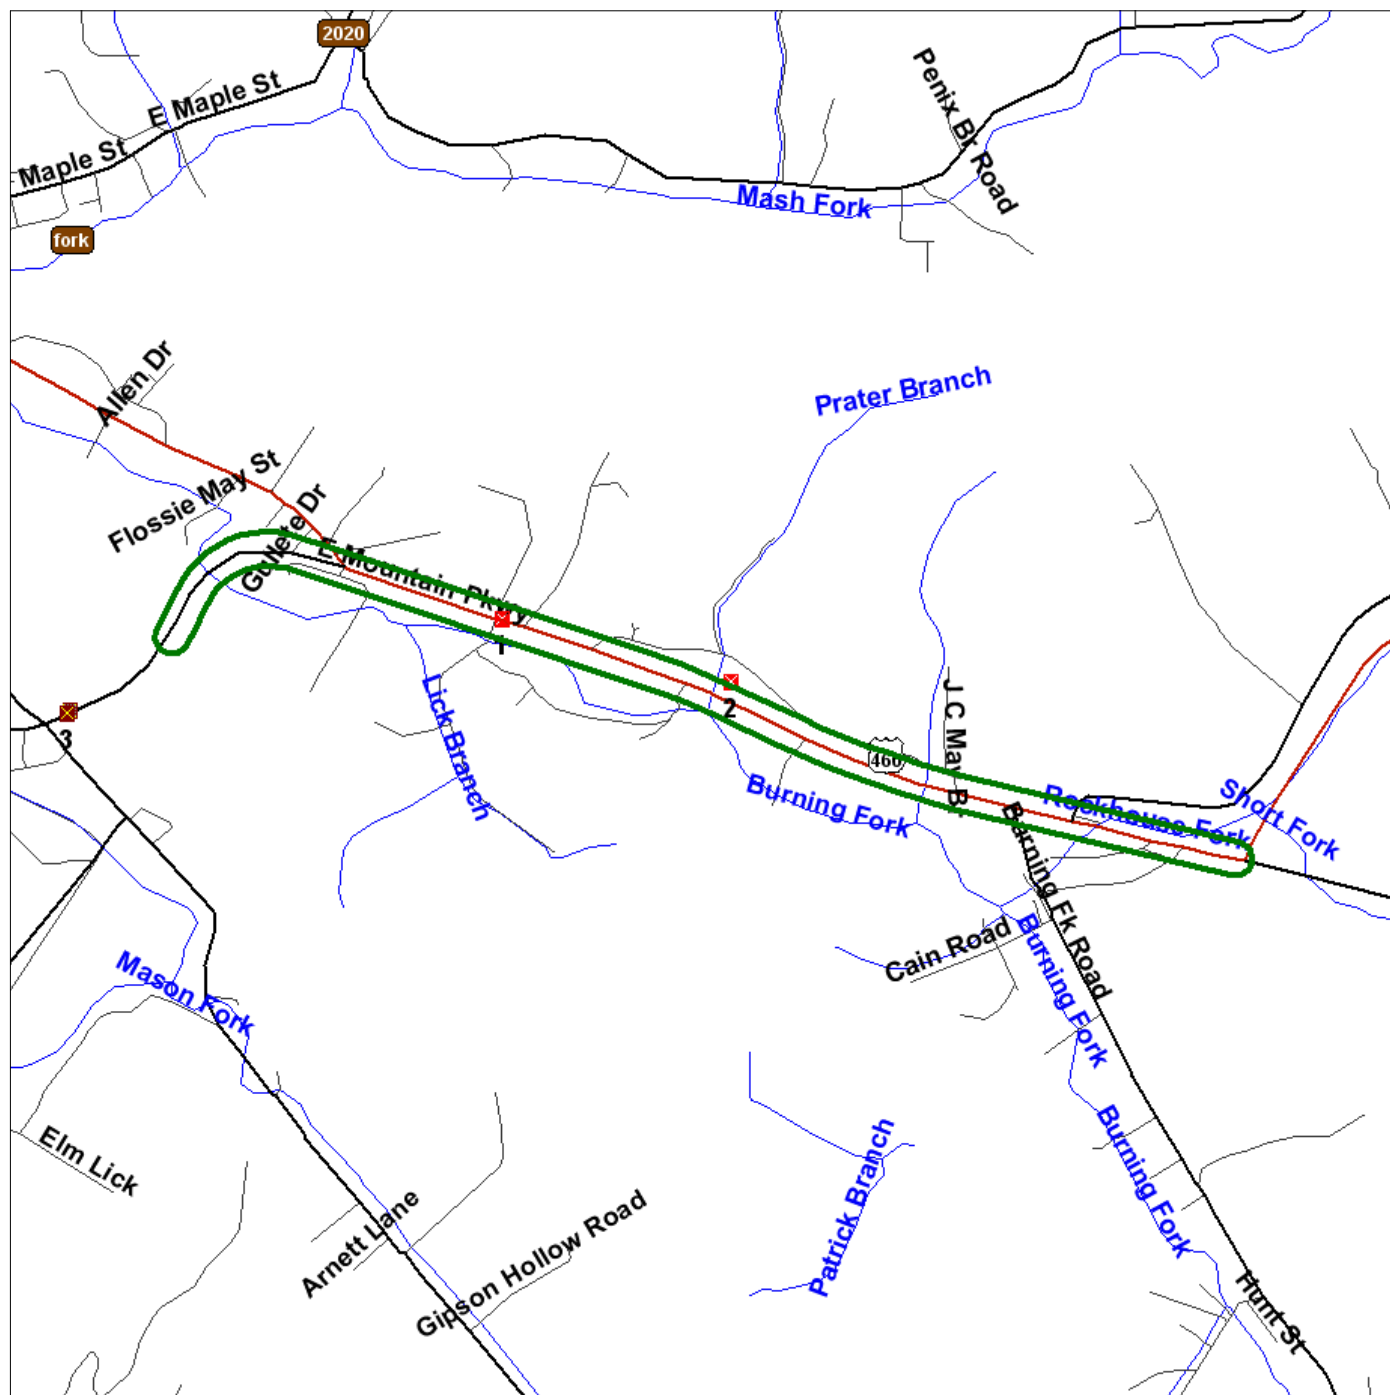 2020
E Maple St
Maple St
Penix Br Road
Mash Fork
fork
Allen Dr
Prater Branch
Flossie May St
Gullette Dr
E Mountain Pkwy
1
Lick Branch
2
3
J C May B
460
Burning Fork
Rockhouse Fork
Short Fork
Burning Fk Road
Cain Road
Burning Fork
Mason Fork
Burning Fork
Elm Lick
Patrick Branch
Arnett Lane
Gipson Hollow Road
Hunt St